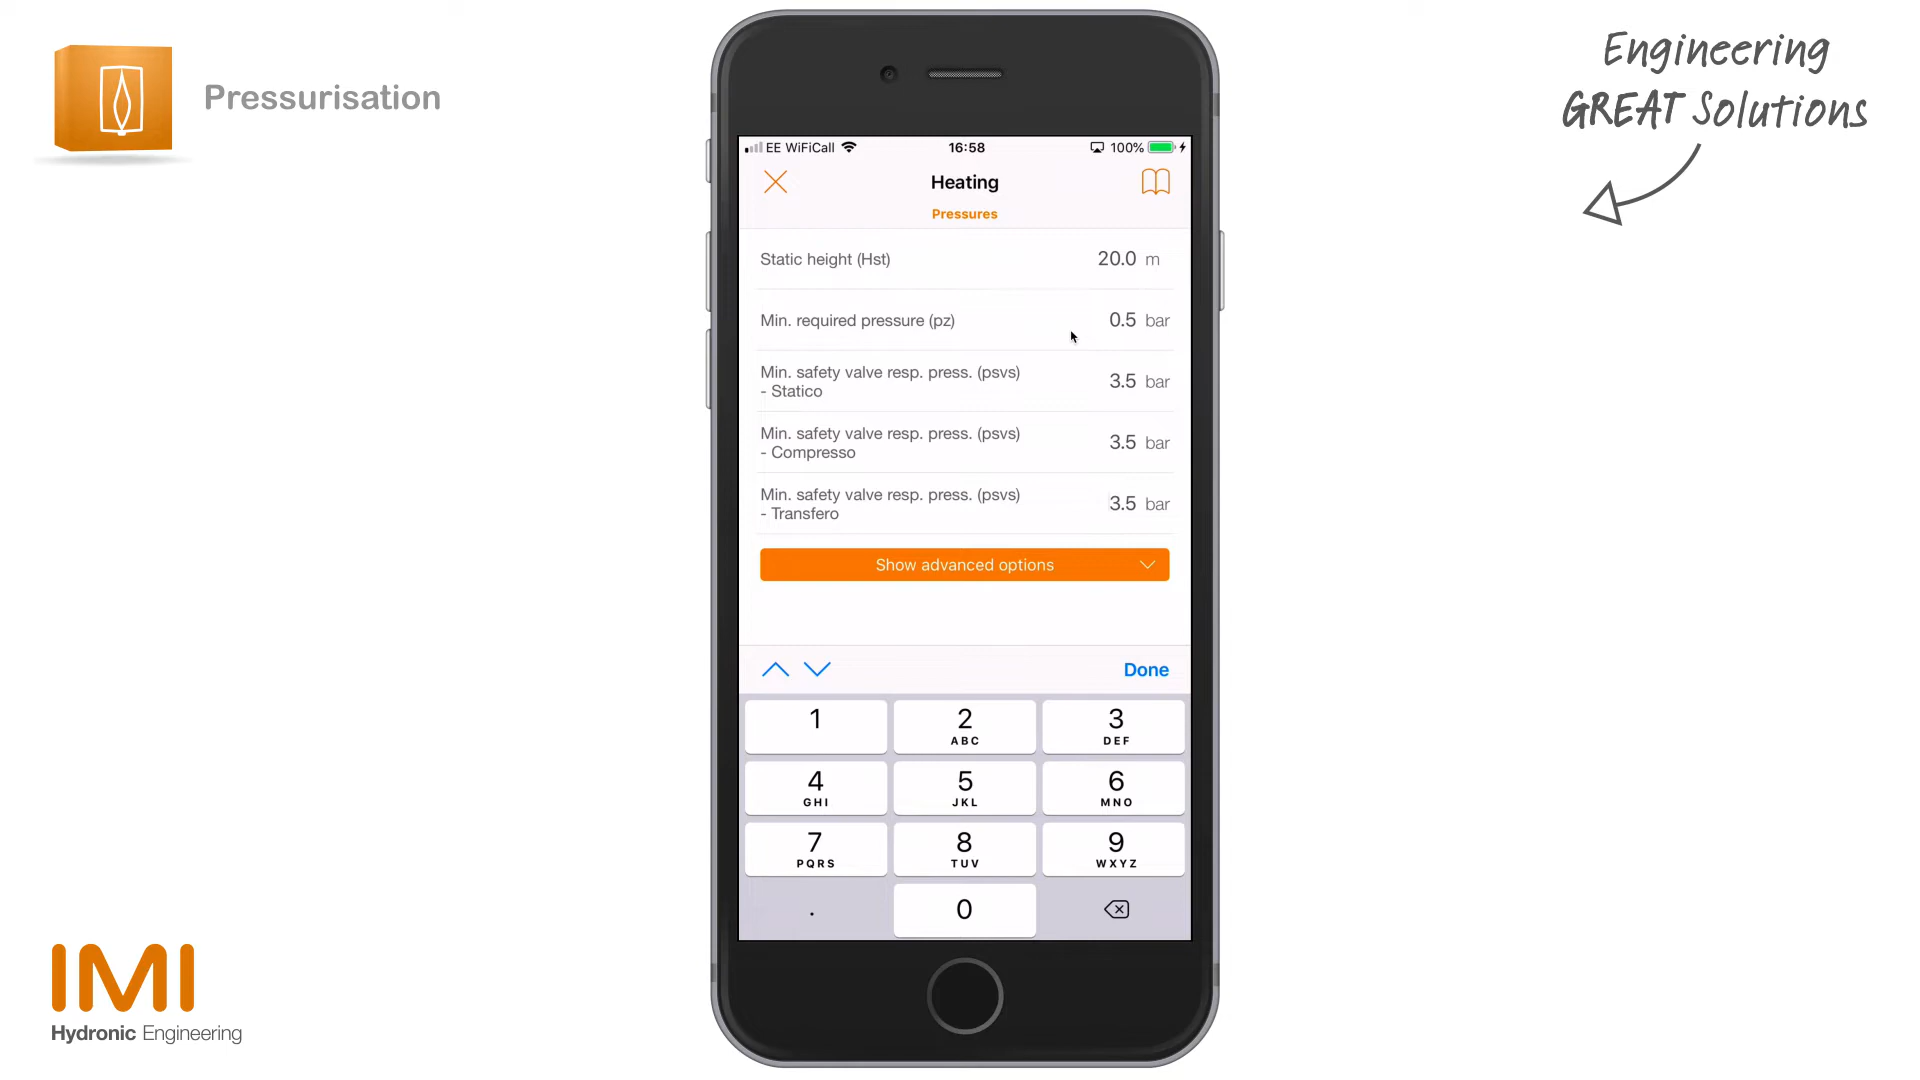 Pressurisation
Engineering
GREAT Solutions
EE WiFiCall
16:58
100%
Heating
Pressures
Static height (Hst)
20.0 m
Min. required pressure (pz)
0.5 bar
Min. safety valve resp. press. (psvs)
- Statico
3.5 bar
Min. safety valve resp. press. (psvs)
- Compresso
3.5 bar
Min. safety valve resp. press. (psvs)
- Transfero
3.5 bar
Show advanced options
Done
1
2
ABC
3
DEF
4
GHI
5
JKL
6
MNO
7
PQRS
8
TUV
9
WXYZ
.
0
IMI
Hydronic Engineering